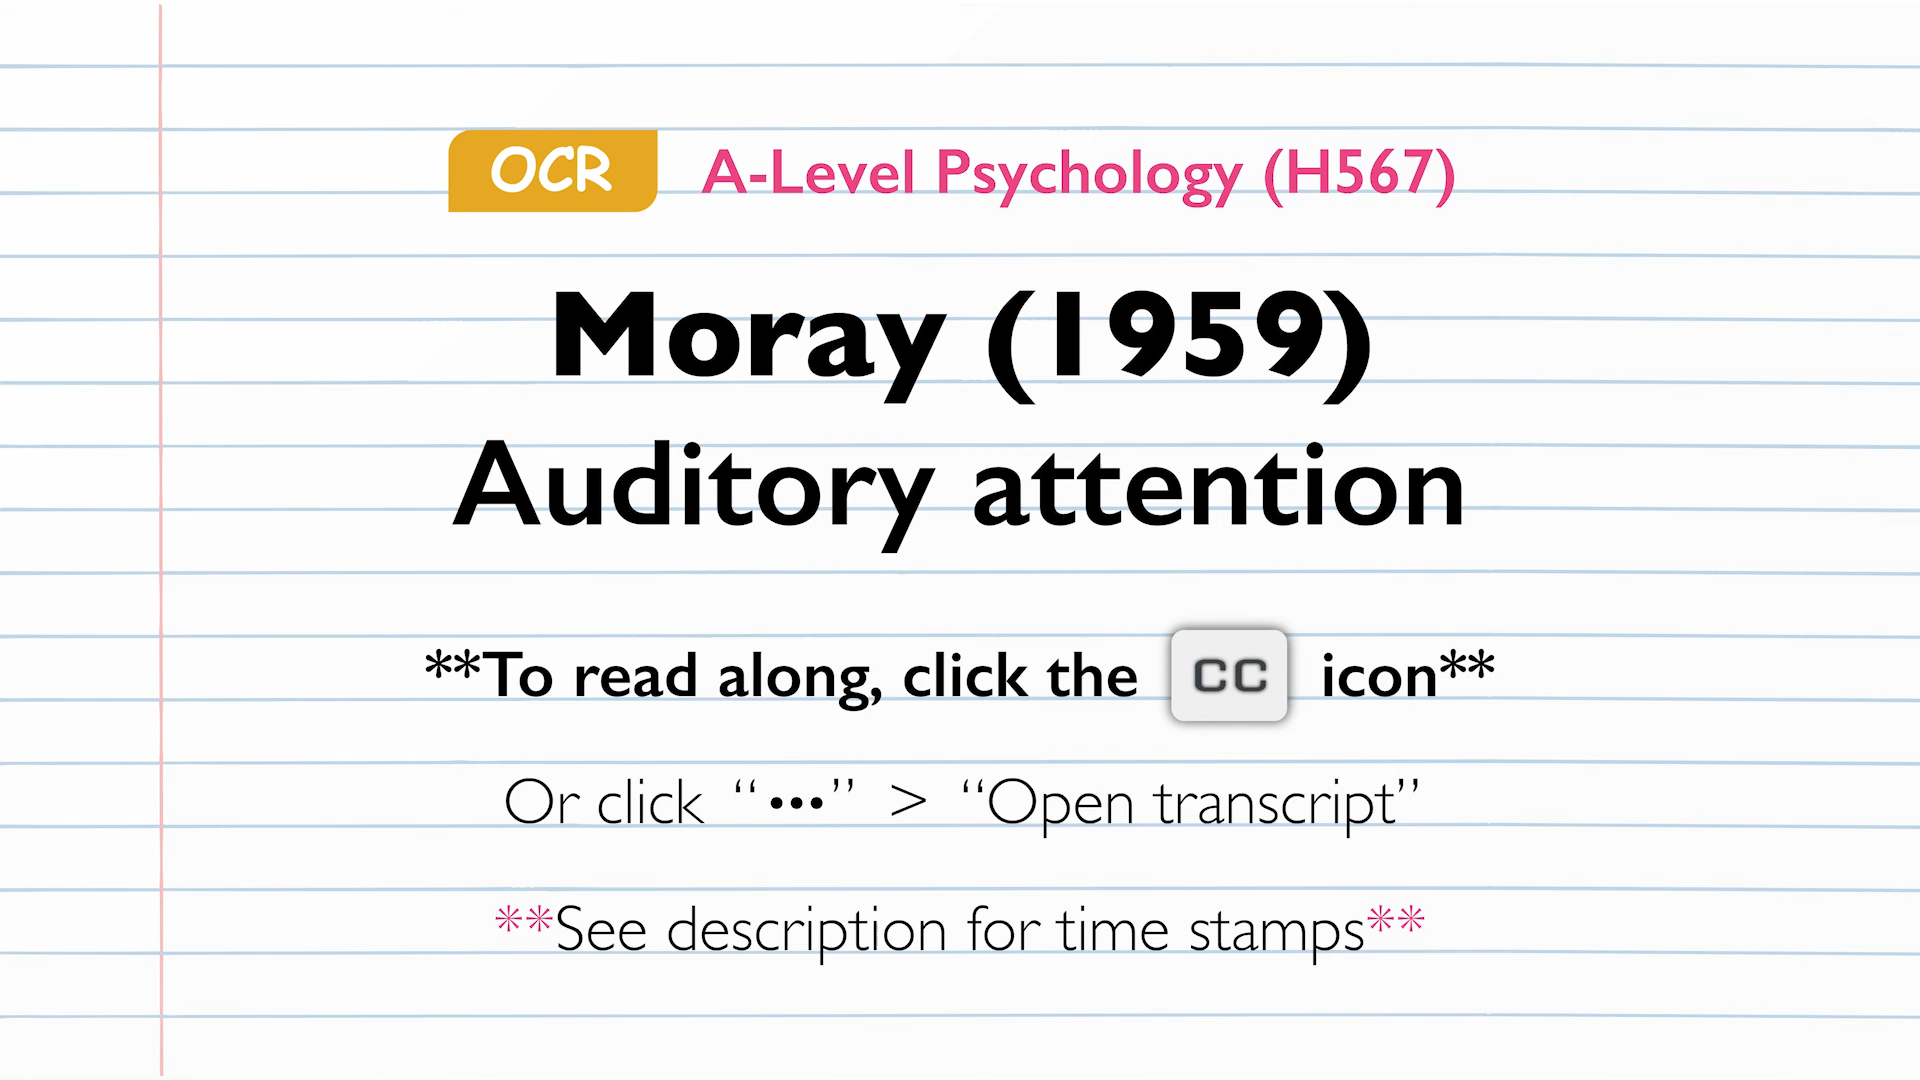 OCR A-Level Psychology (H567)
Moray (1959)
Auditory attention
**To read along, click the CC icon**
Or click “•••” > “Open transcript”
**See description for time stamps**